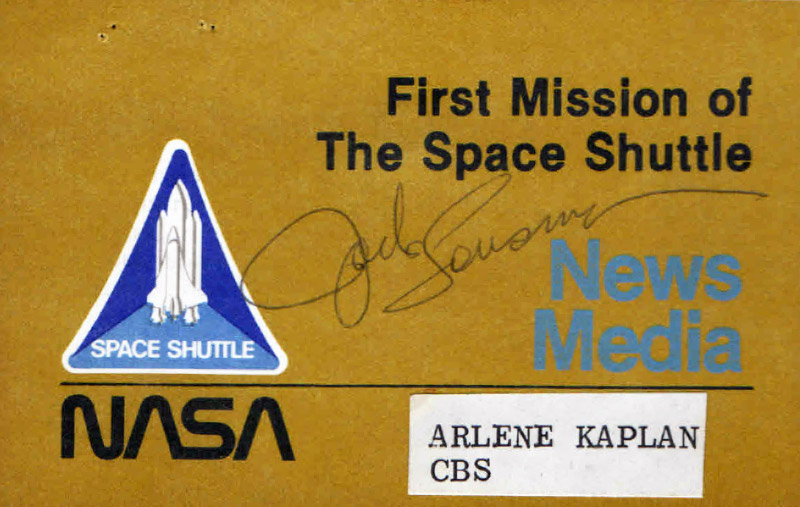 First Mission of
The Space Shuttle
News
Media
SPACE SHUTTLE
NASA
ARLENE KAPLAN
CBS